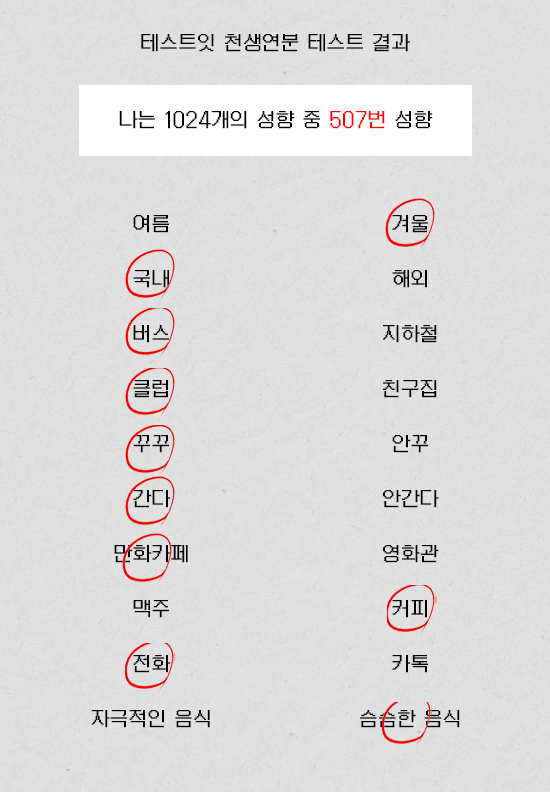 테스트잇 천생연분 테스트 결과
나는 1024개의 성향 중 507번 성향
여름 겨울
국내 해외
버스 지하철
클럽 친구집
꾸꾸 안꾸
간다 안간다
만화카페 영화관
맥주 커피
전화 카톡
자극적인 음식 슴슴한 음식